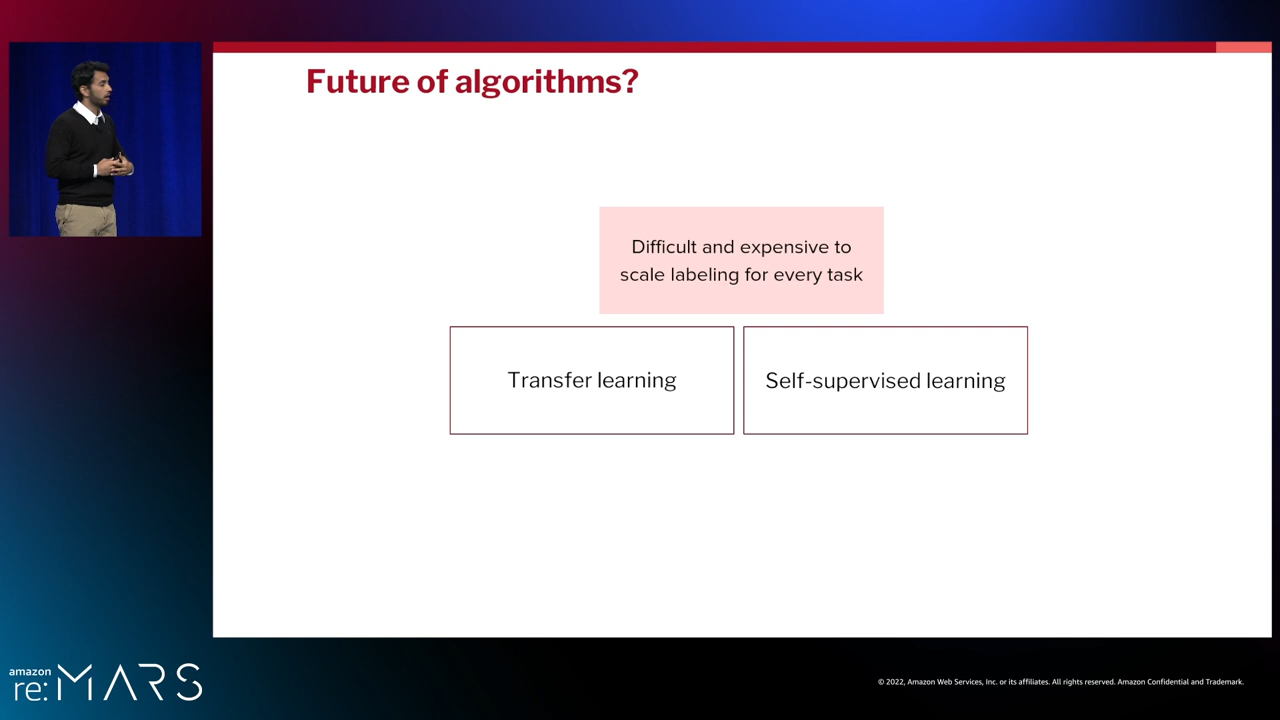 Future of algorithms?
Difficult and expensive to
scale labeling for every task
Transfer learning
Self-supervised learning
amazon
re:MARS
© 2022, Amazon Web Services, Inc. or its affiliates. All rights reserved. Amazon Confidential and Trademark.